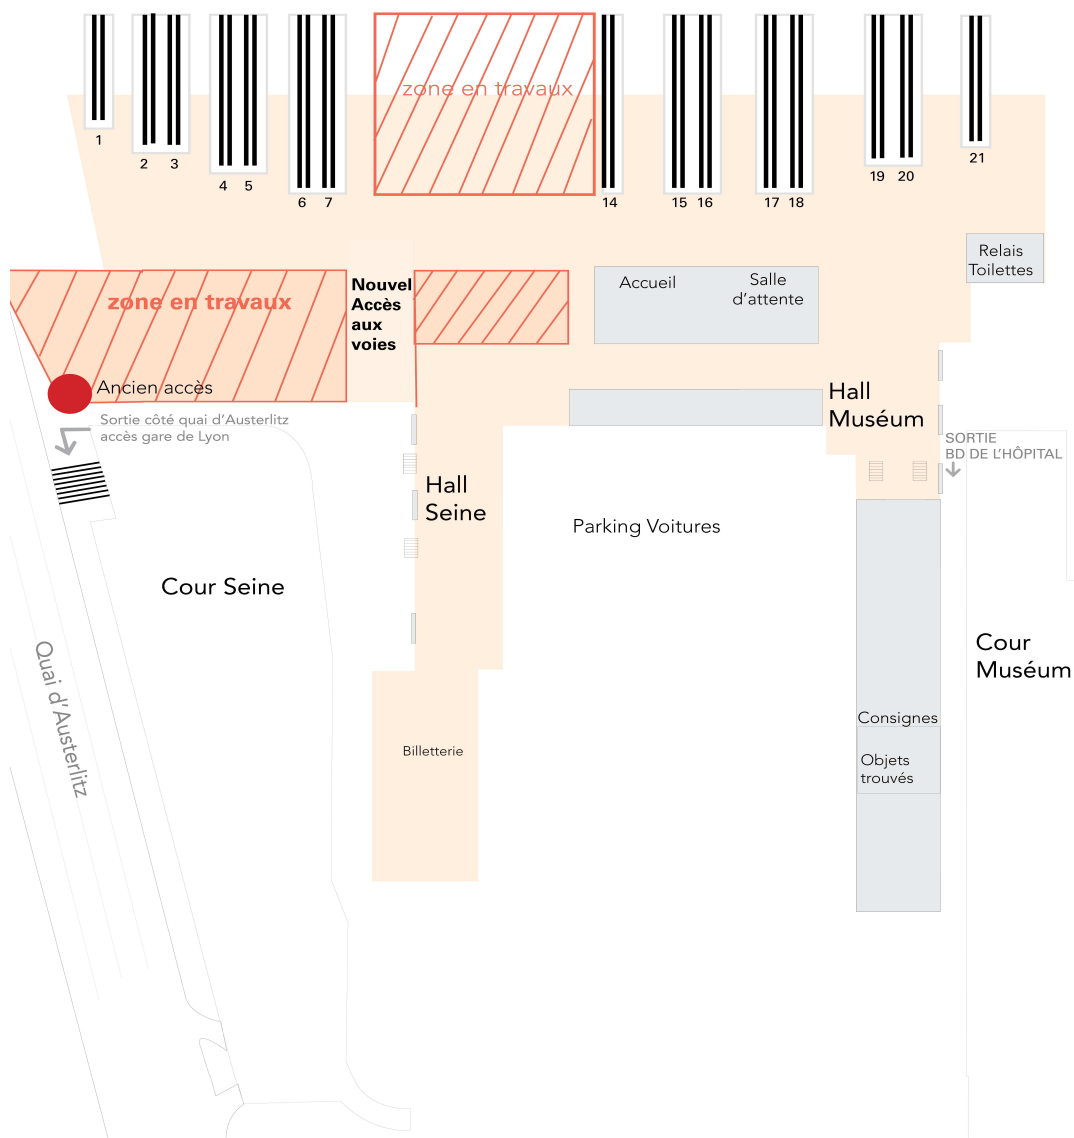 zone en travaux
1
2
3
4
5
6
7
14
15
16
17
18
19
20
21
Relais
Toilettes
Accueil
Salle
d'attente
Nouvel
Accès
aux
voies
zone en travaux
Ancien accès
Sortie côté quai d'Austerlitz
accès gare de Lyon
Hall
Muséum
SORTIE
BD DE L'HÔPITAL
Hall
Seine
Parking Voitures
Cour Seine
Cour
Muséum
Quai d'Austerlitz
Consignes
Billetterie
Objets
trouvés